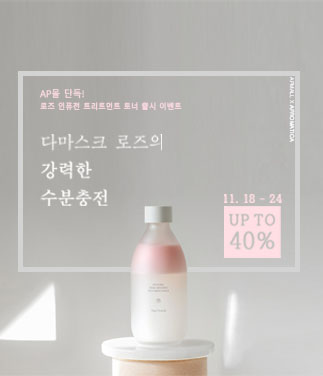 AP몰 단독!
로즈 인퓨전 트리트먼트 토너 출시 이벤트
APMALL X AROMATICA
다마스크 로즈의
강력한
수분충전
11. 18 - 24
UP TO
40%